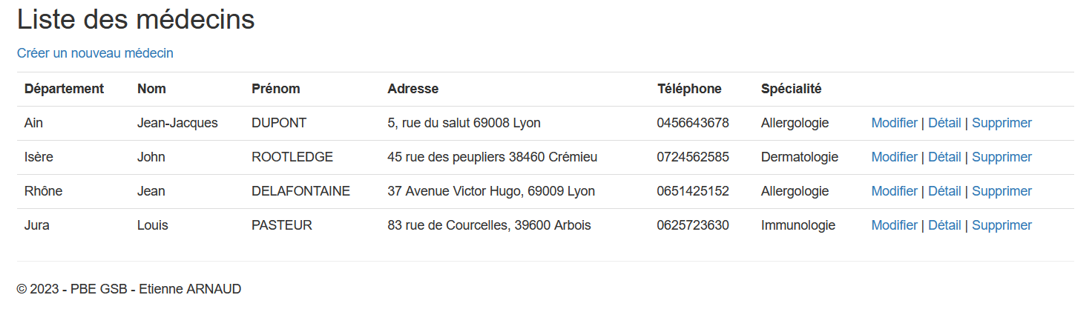 Liste des médecins
Créer un nouveau médecin
Département Nom Prénom Adresse Téléphone Spécialité
Ain Jean-Jacques DUPONT 5, rue du salut 69008 Lyon 0456643678 Allergologie Modifier | Détail | Supprimer
Isère John ROOTLEDGE 45 rue des peupliers 38460 Crémieu 0724562585 Dermatologie Modifier | Détail | Supprimer
Rhône Jean DELAFONTAINE 37 Avenue Victor Hugo, 69009 Lyon 0651425152 Allergologie Modifier | Détail | Supprimer
Jura Louis PASTEUR 83 rue de Courcelles, 39600 Arbois 0625723630 Immunologie Modifier | Détail | Supprimer
© 2023 - PBE GSB - Etienne ARNAUD